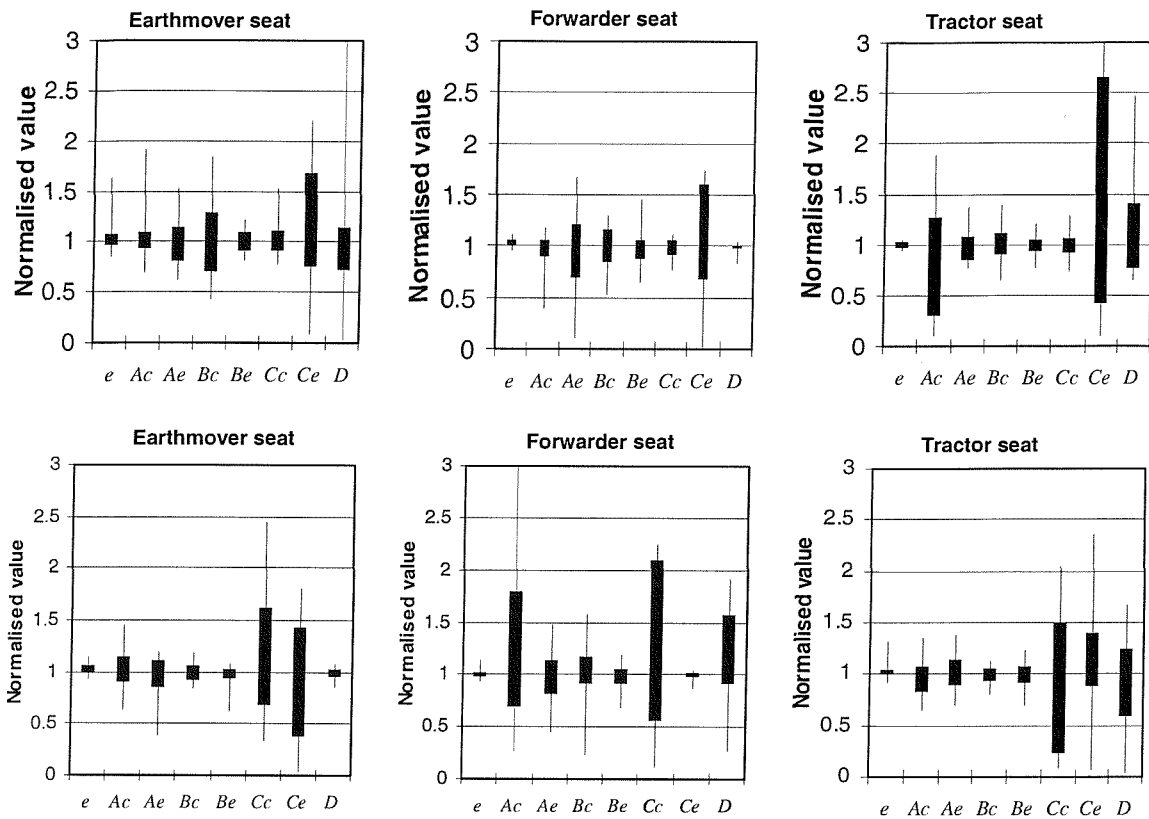 Earthmover seat
Forwarder seat
Tractor seat
Normalised value
3
2.5
2
1.5
1
0.5
0
e Ac Ae Bc Be Cc Ce D
Normalised value
3
2.5
2
1.5
1
0.5
0
e Ac Ae Bc Be Cc Ce D
Normalised value
3
2.5
2
1.5
1
0.5
0
e Ac Ae Bc Be Cc Ce D
Earthmover seat
Forwarder seat
Tractor seat
Normalised value
3
2.5
2
1.5
1
0.5
0
e Ac Ae Bc Be Cc Ce D
Normalised value
3
2.5
2
1.5
1
0.5
0
e Ac Ae Bc Be Cc Ce D
Normalised value
3
2.5
2
1.5
1
0.5
0
e Ac Ae Bc Be Cc Ce D